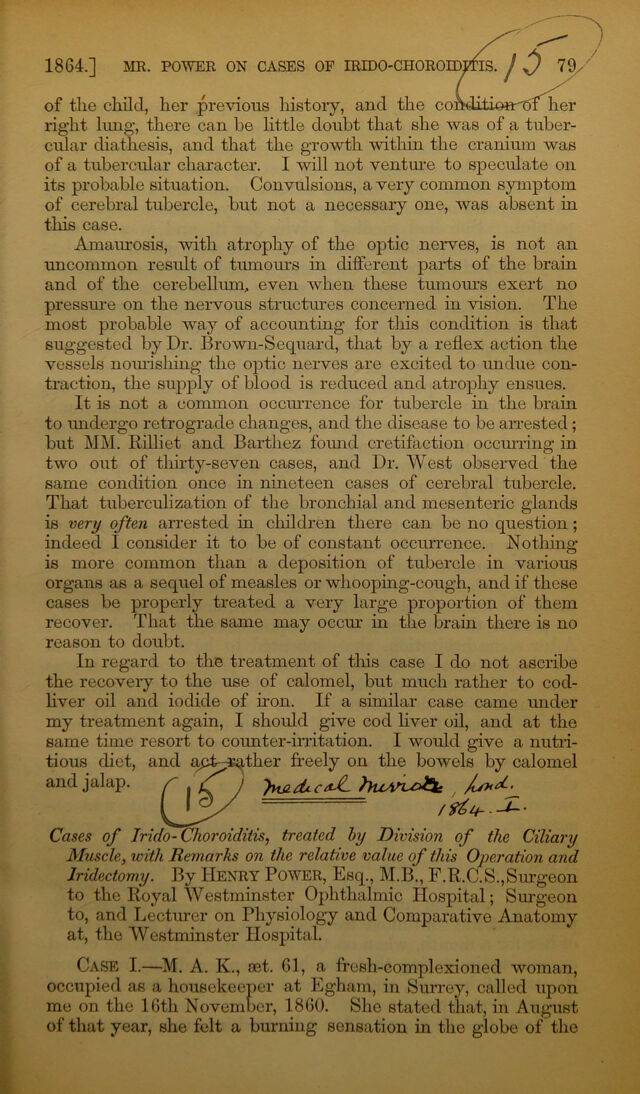 1864.] MR. POWER ON CASES OF IRIDO-CHOROIDITIS. 15 79
of the child, her previous history, and the condition of her
right lung, there can be little doubt that she was of a tuber-
cular diathesis, and that the growth within the cranium was
of a tubercular character. I will not venture to speculate on
its probable situation. Convulsions, a very common symptom
of cerebral tubercle, but not a necessary one, was absent in
this case.
Amaurosis, with atrophy of the optic nerves, is not an
uncommon result of tumours in different parts of the brain
and of the cerebellum, even when these tumours exert no
pressure on the nervous structures concerned in vision. The
most probable way of accounting for this condition is that
suggested by Dr. Brown-Sequard, that by a reflex action the
vessels nourishing the optic nerves are excited to undue con-
traction, the supply of blood is reduced and atrophy ensues.
It is not a common occurrence for tubercle in the brain
to undergo retrograde changes, and the disease to be arrested;
but MM. Rilliet and Barthez found cretifaction occurring in
two out of thirty-seven cases, and Dr. West observed the
same condition once in nineteen cases of cerebral tubercle.
That tuberculization of the bronchial and mesenteric glands
is very often arrested in children there can be no question;
indeed I consider it to be of constant occurrence. Nothing
is more common than a deposition of tubercle in various
organs as a sequel of measles or whooping-cough, and if these
cases be properly treated a very large proportion of them
recover. That the same may occur in the brain there is no
reason to doubt.
In regard to the treatment of this case I do not ascribe
the recovery to the use of calomel, but much rather to cod-
liver oil and iodide of iron. If a similar case came under
my treatment again, I should give cod liver oil, and at the
same time resort to counter-irritation. I would give a nutri-
tious diet, and act rather freely on the bowels by calomel
and jalap.
15 Medical
1864. I.
Cases of Irido-Choroiditis, treated by Division of the Ciliary
Muscle, with Remarks on the relative value of this Operation and
Iridectomy. By HENRY POWER, Esq., M.B., F.R.C.S., Surgeon
to the Royal Westminster Ophthalmic Hospital; Surgeon
to, and Lecturer on Physiology and Comparative Anatomy
at, the Westminster Hospital.
CASE I.—M. A. K., æt. 61, a fresh-complexioned woman,
occupied as a housekeeper at Egham, in Surrey, called upon
me on the 16th November, 1860. She stated that, in August
of that year, she felt a burning sensation in the globe of the